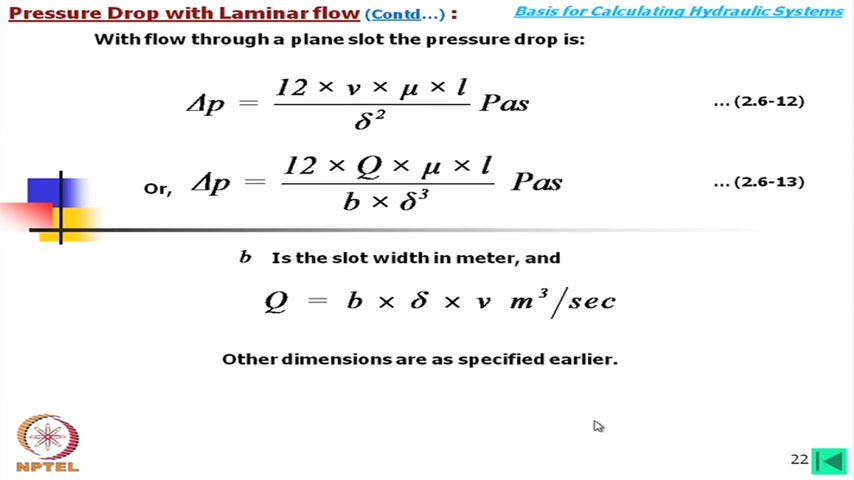 Pressure Drop with Laminar flow (Contd...) : Basis for Calculating Hydraulic Systems
With flow through a plane slot the pressure drop is:
Δp = (12 × v × μ × l) / δ² Pas ... (2.6-12)
Or, Δp = (12 × Q × μ × l) / (b × δ³) Pas ... (2.6-13)
b Is the slot width in meter, and
Q = b × δ × v m³/sec
Other dimensions are as specified earlier.
NPTEL
22